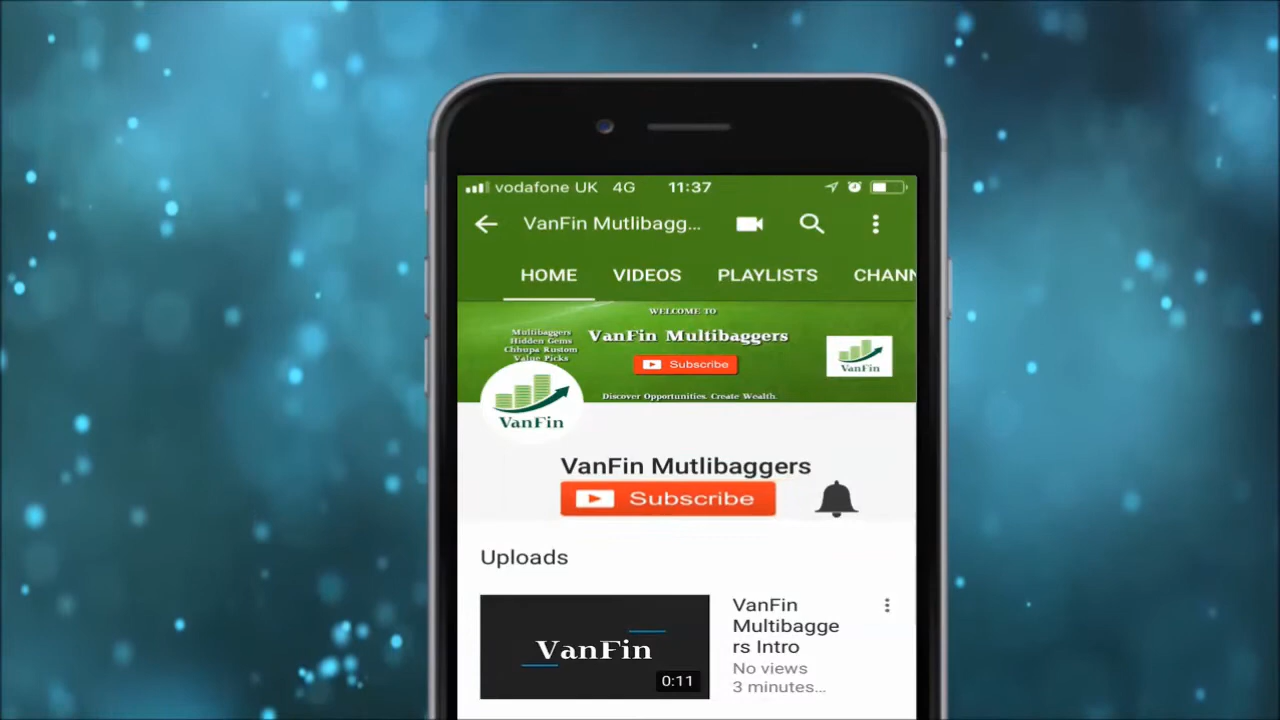 vodafone UK 4G 11:37
VanFin Mutlibagg...
HOME VIDEOS PLAYLISTS CHANN
WELCOME TO
VanFin Multibaggers
Subscribe
Discover Opportunities. Create Wealth.
Multibaggers
Hidden Gems
Chhupa Rustom
Value Picks
VanFin
VanFin
VanFin Mutlibaggers
Subscribe
Uploads
VanFin
0:11
VanFin
Multibagge
rs Intro
No views
3 minutes...